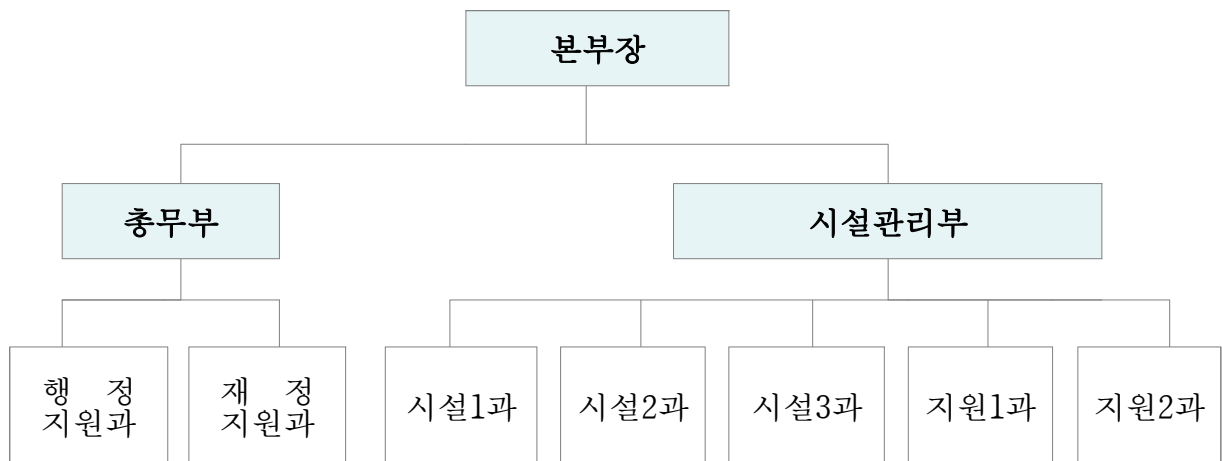 본부장
총무부
시설관리부
행 정
지원과
재 정
지원과
시설1과
시설2과
시설3과
지원1과
지원2과